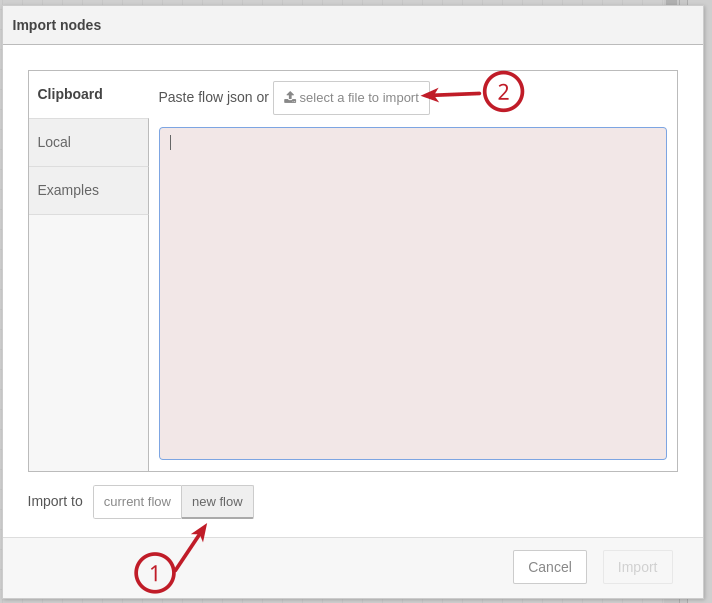 Import nodes
Clipboard
Paste flow json or select a file to import 2
Local
Examples
Import to current flow new flow
1
Cancel Import